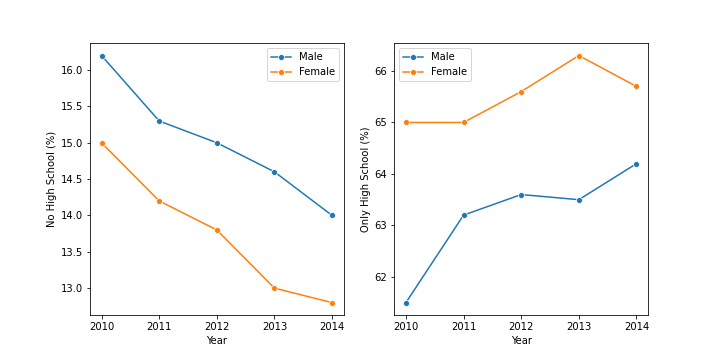 Male
Female
16.0
15.5
15.0
14.5
14.0
13.5
13.0
No High School (%)
2010 2011 2012 2013 2014
Year
Male
Female
66
65
64
63
62
Only High School (%)
2010 2011 2012 2013 2014
Year